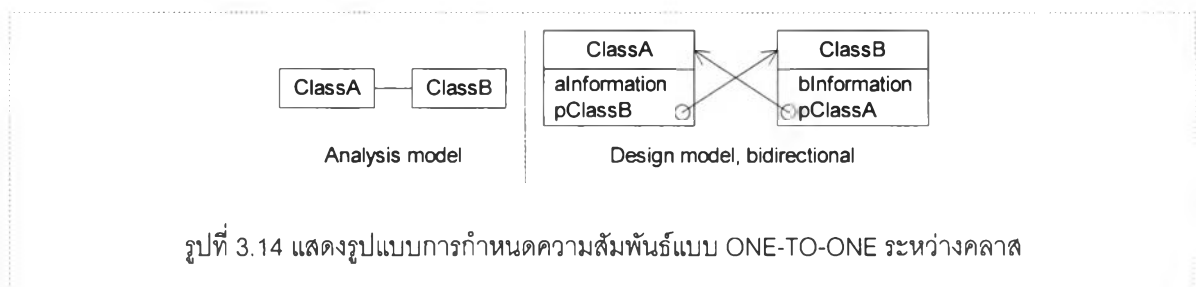 ClassA
ClassB
Analysis model
ClassA
aInformation
pClassB
ClassB
bInformation
pClassA
Design model, bidirectional
รูปที่ 3.14 แสดงรูปแบบการกำหนดความสัมพันธ์แบบ ONE-TO-ONE ระหว่างคลาส